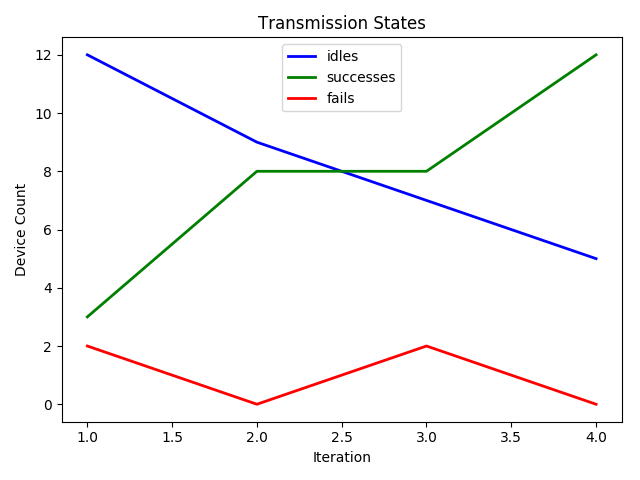 Transmission States
idles
successes
fails
Device Count
12
10
8
6
4
2
0
1.0 1.5 2.0 2.5 3.0 3.5 4.0
Iteration